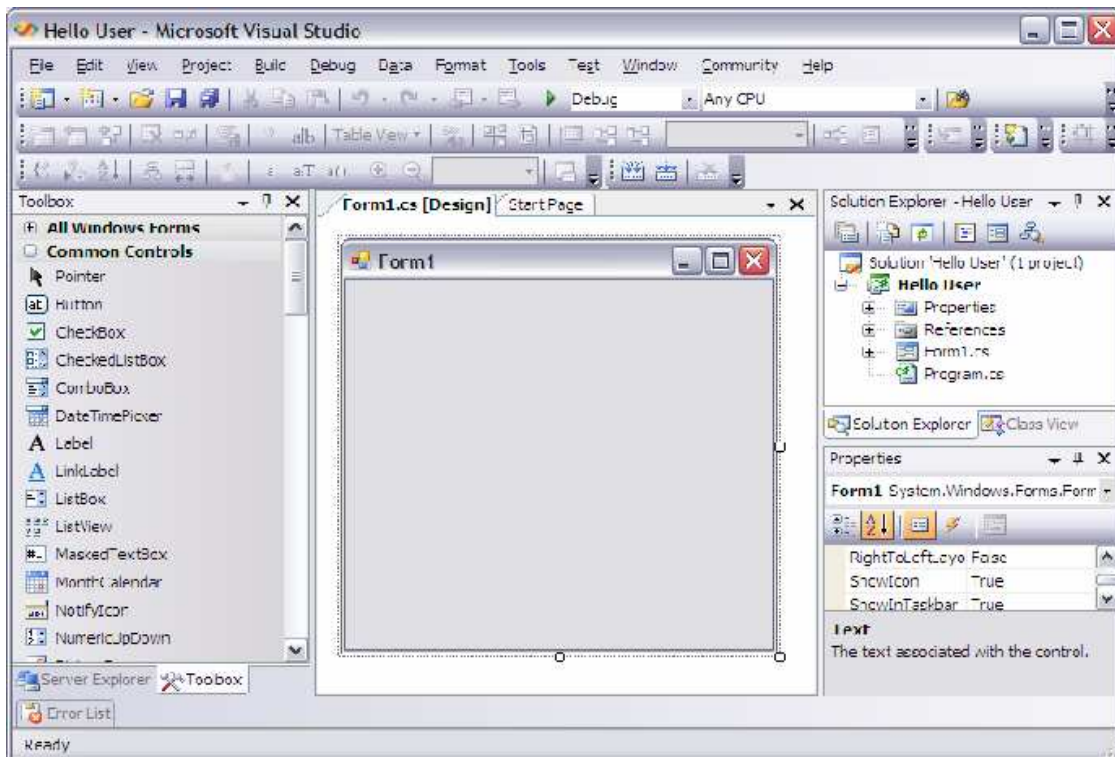 Hello User - Microsoft Visual Studio
File Edit View Project Build Debug Data Format Tools Test Window Community Help
Debug Any CPU
Table View
Toolbox
All Windows Forms
Common Controls
Pointer
Button
CheckBox
CheckedListBox
ComboBox
DateTimePicker
Label
LinkLabel
ListBox
ListView
MaskedTextBox
MonthCalendar
NotifyIcon
NumericUpDown
Server Explorer Toolbox
Form1.cs [Design] Start Page
Form1
Solution Explorer - Hello User
Solution 'Hello User' (1 project)
Hello User
Properties
References
Form1.cs
Program.cs
Solution Explorer Class View
Properties
Form1 System.Windows.Forms.Form
RightToLeftLayo False
ShowIcon True
ShowInTaskbar True
Text
The text associated with the control.
Error List
Ready